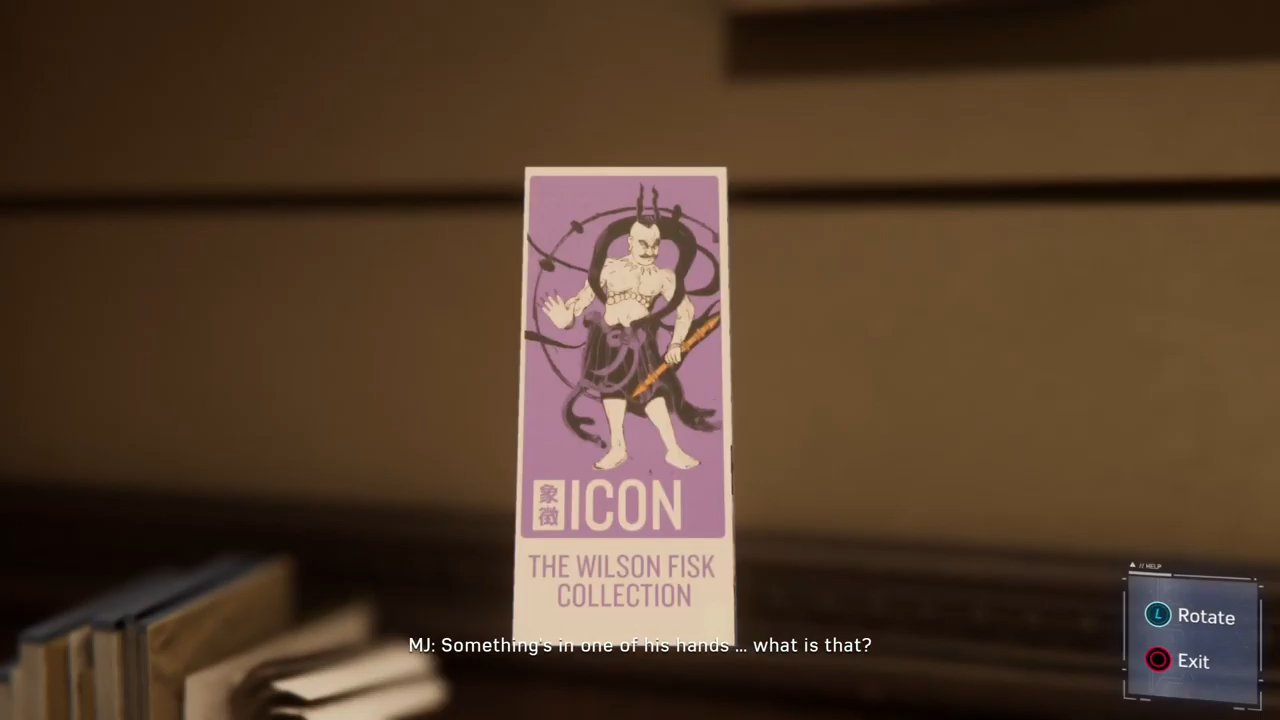 象徴
ICON
THE WILSON FISK
COLLECTION
MJ: Something's in one of his hands ... what is that?
// HELP
L Rotate
Exit